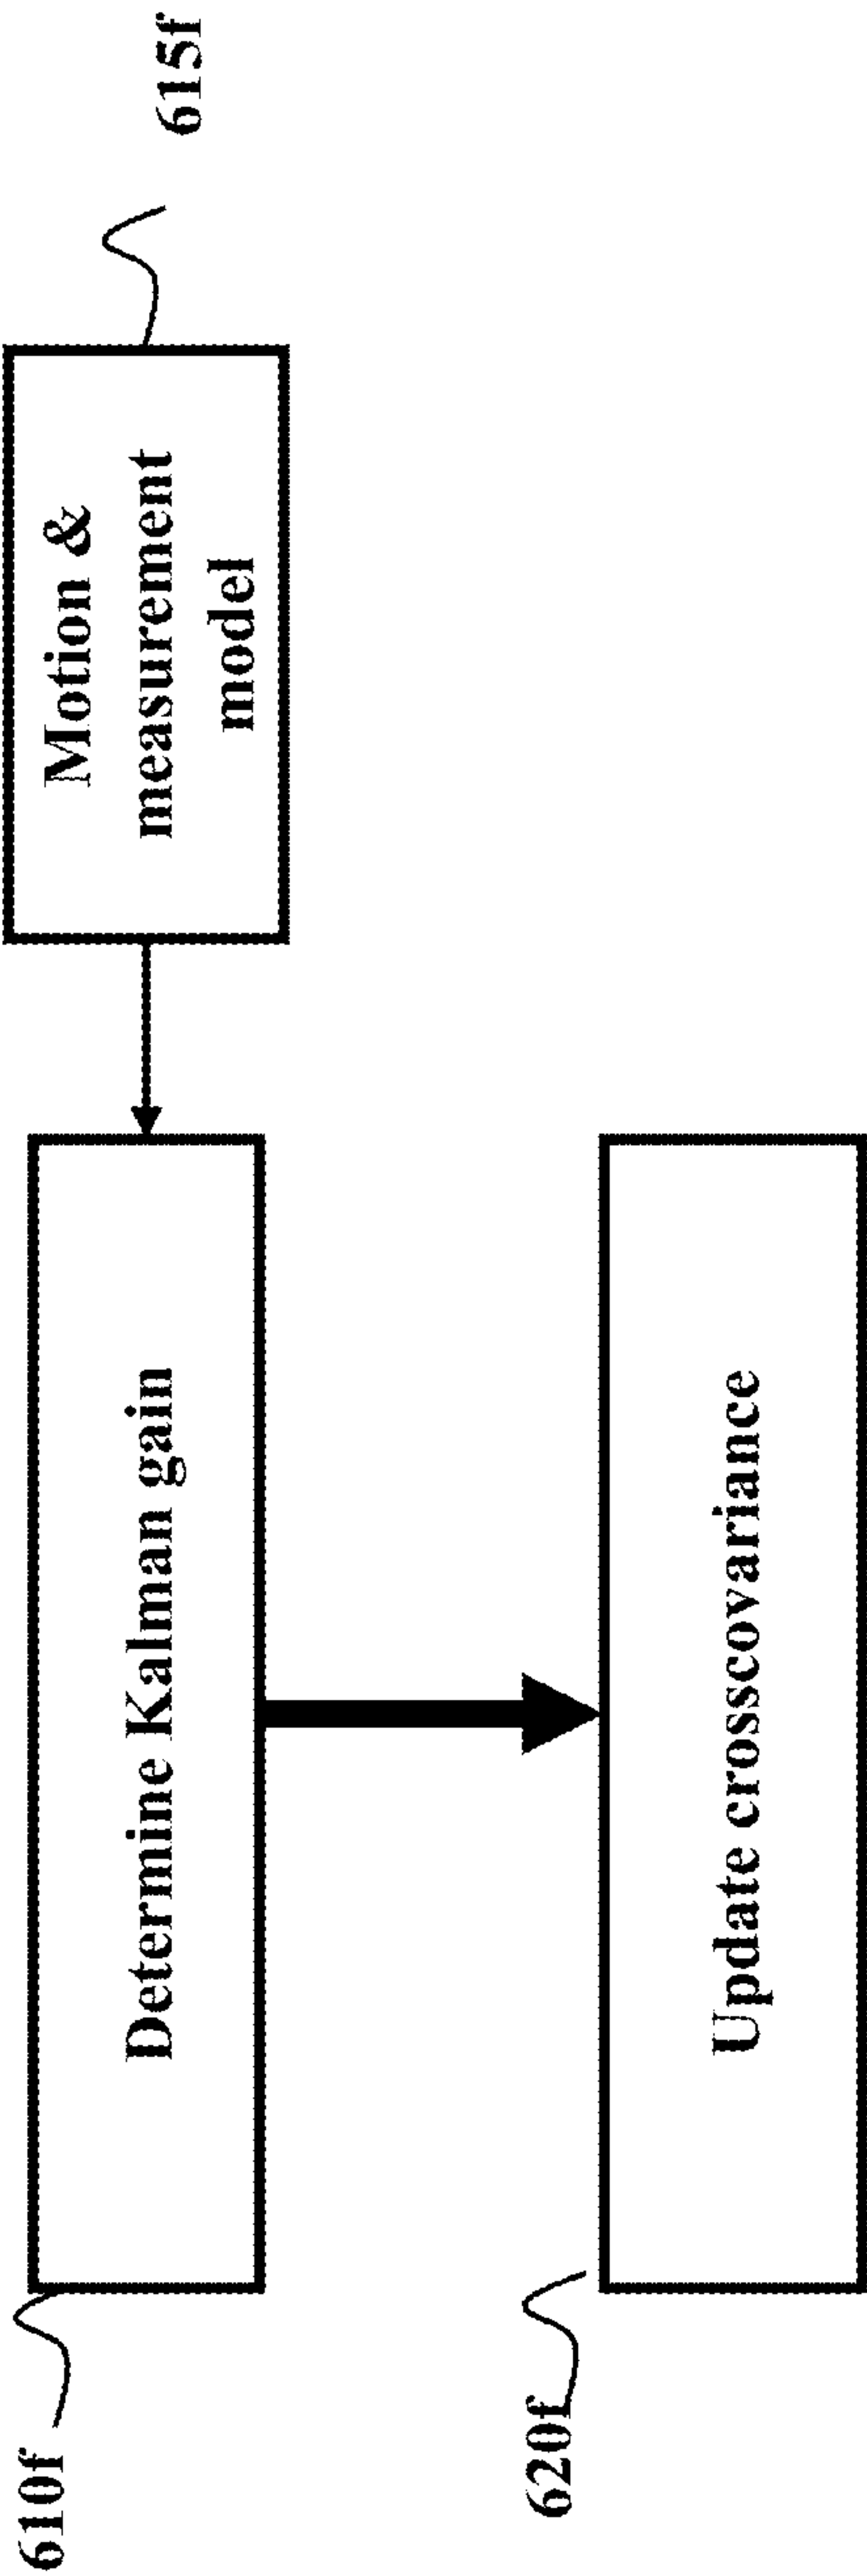 610f
Determine Kalman gain
Motion &
measurement
model
615f
620f
Update crosscovariance